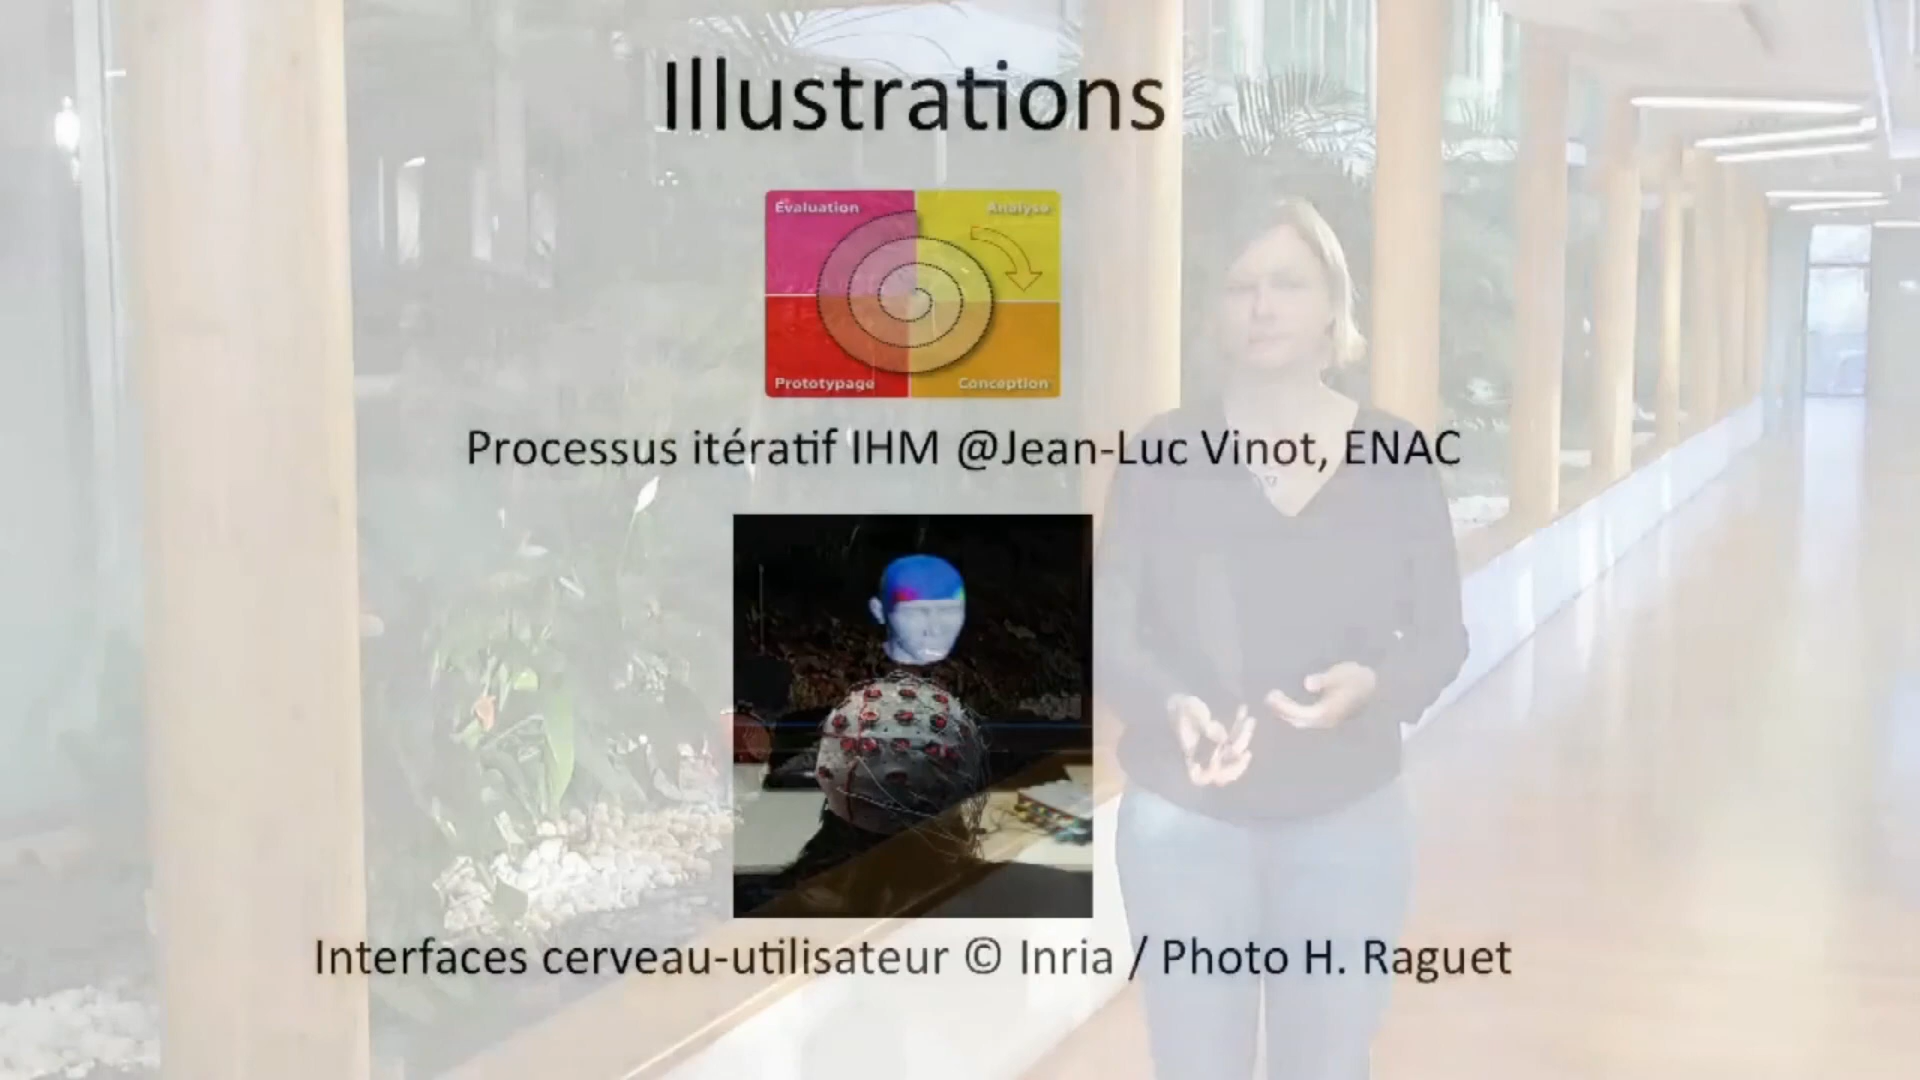 Illustrations
Évaluation
Analyse
Prototypage
Conception
Processus itératif IHM @Jean-Luc Vinot, ENAC
Interfaces cerveau-utilisateur © Inria / Photo H. Raguet